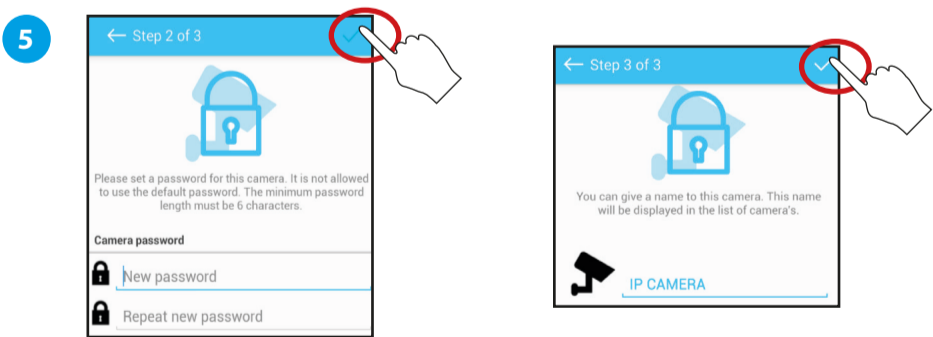 5
← Step 2 of 3
Please set a password for this camera. It is not allowed
to use the default password. The minimum password
length must be 6 characters.
Camera password
New password
Repeat new password
← Step 3 of 3
You can give a name to this camera. This name
will be displayed in the list of camera's.
IP CAMERA